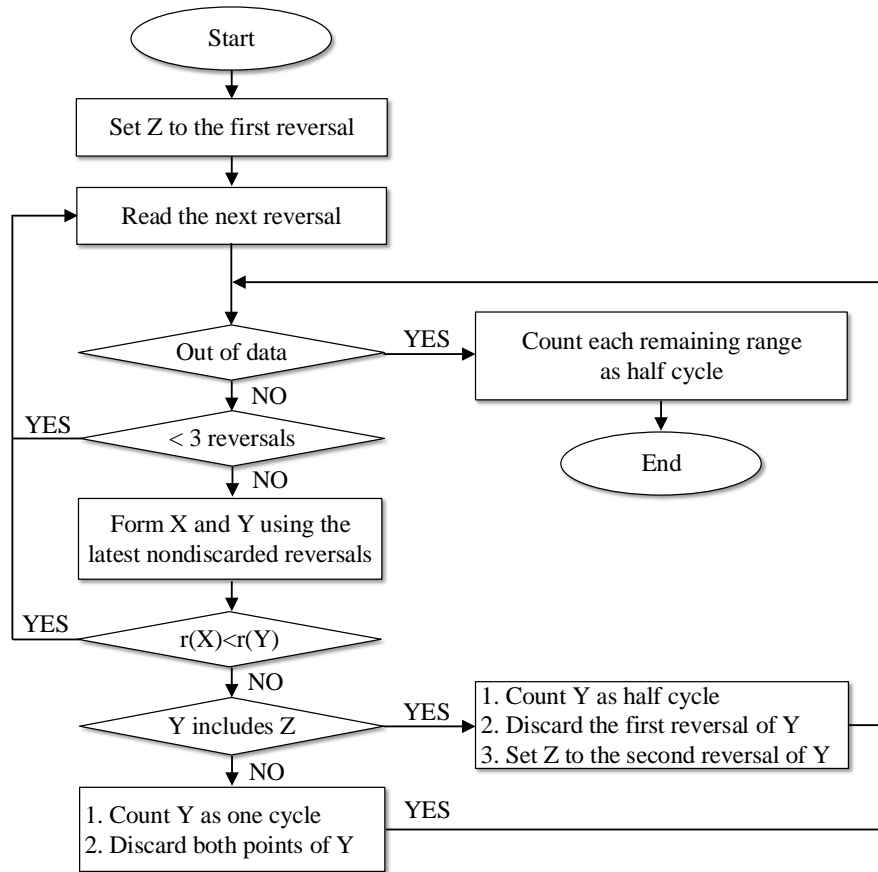 Start
Set Z to the first reversal
Read the next reversal
Out of data
YES
Count each remaining range
as half cycle
NO
YES
< 3 reversals
End
NO
Form X and Y using the
latest nondiscarded reversals
YES
r(X)<r(Y)
NO
Y includes Z
YES
1. Count Y as half cycle
2. Discard the first reversal of Y
3. Set Z to the second reversal of Y
NO
1. Count Y as one cycle
2. Discard both points of Y
YES